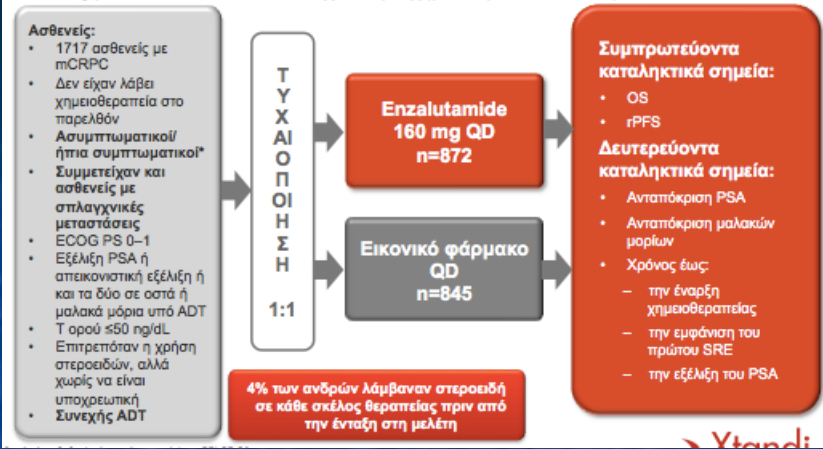 Ασθενείς:
• 1717 ασθενείς με
mCRPC
• Δεν είχαν λάβει
χημειοθεραπεία στο
παρελθόν
• Ασυμπτωματικοί/
ήπια συμπτωματικοί*
• Συμμετείχαν και
ασθενείς με
σπλαγχνικές
μεταστάσεις
• ECOG PS 0–1
• Εξέλιξη PSA ή
απεικονιστική εξέλιξη ή
και τα δύο σε οστά ή
μαλακά μόρια υπό ADT
• Τ ορού ≤50 ng/dL
• Επιτρεπόταν η χρήση
στεροειδών, αλλά
χωρίς να είναι
υποχρεωτική
• Συνεχής ADT
Τ
Υ
Χ
ΑΙ
Ο
Π
ΟΙ
Η
Σ
Η
1:1
Enzalutamide
160 mg QD
n=872
Εικονικό φάρμακο
QD
n=845
4% των ανδρών λάμβαναν στεροειδή
σε κάθε σκέλος θεραπείας πριν από
την ένταξη στη μελέτη
Συμπρωτεύοντα
καταληκτικά σημεία:
• OS
• rPFS
Δευτερεύοντα
καταληκτικά σημεία:
• Ανταπόκριση PSA
• Ανταπόκριση μαλακών
μορίων
• Χρόνος έως:
– την έναρξη
χημειοθεραπείας
– την εμφάνιση του
πρώτου SRE
– την εξέλιξη του PSA
Xtandi